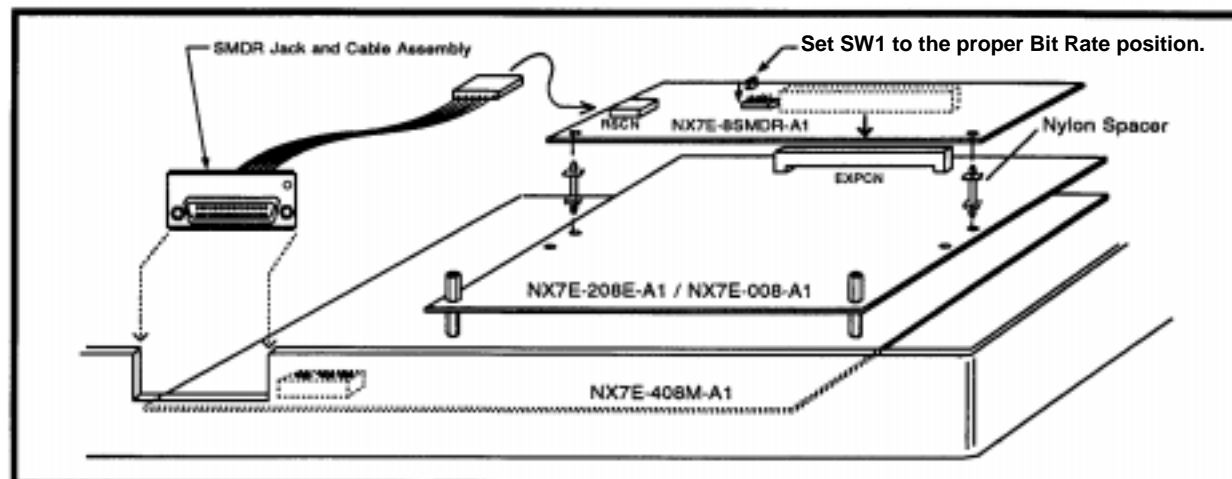 SMDR Jack and Cable Assembly
Set SW1 to the proper Bit Rate position.
RSCN
NX7E-8SMDR-A1
Nylon Spacer
EXPCN
NX7E-208E-A1 / NX7E-008-A1
NX7E-408M-A1